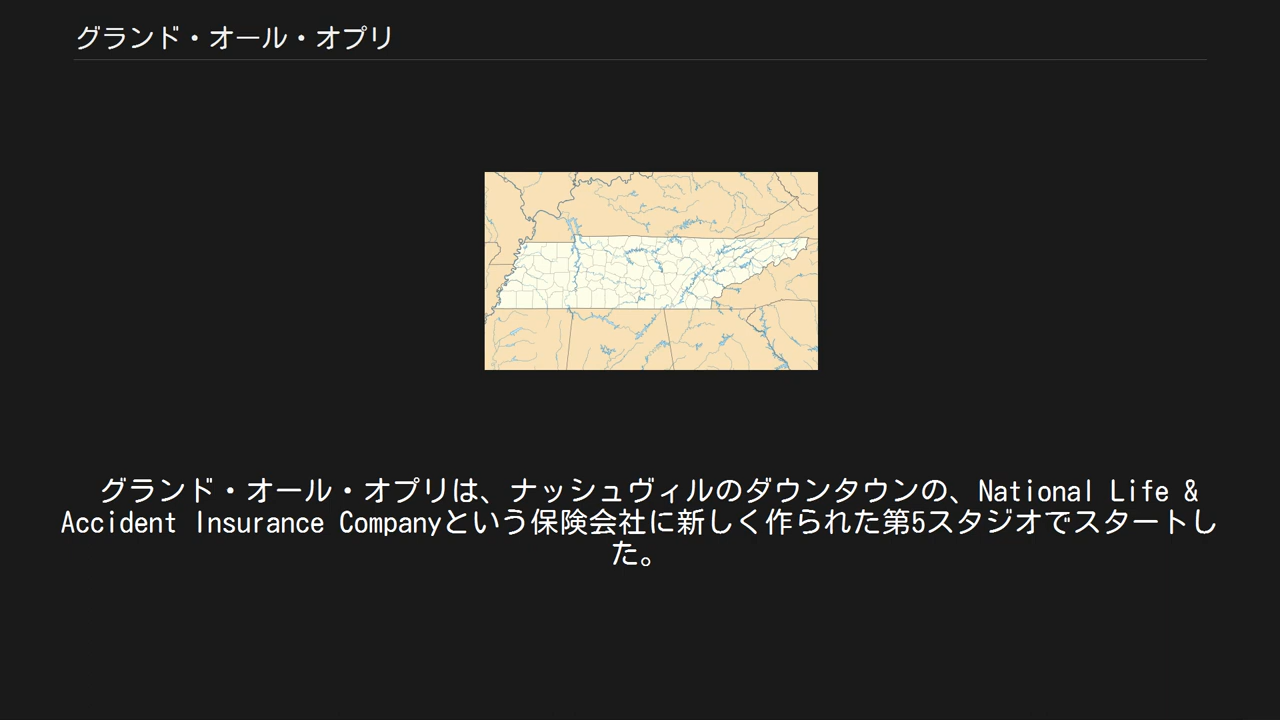 グランド・オール・オプリ
グランド・オール・オプリは、ナッシュヴィルのダウンタウンの、National Life &
Accident Insurance Companyという保険会社に新しく作られた第5スタジオでスタートし
た。